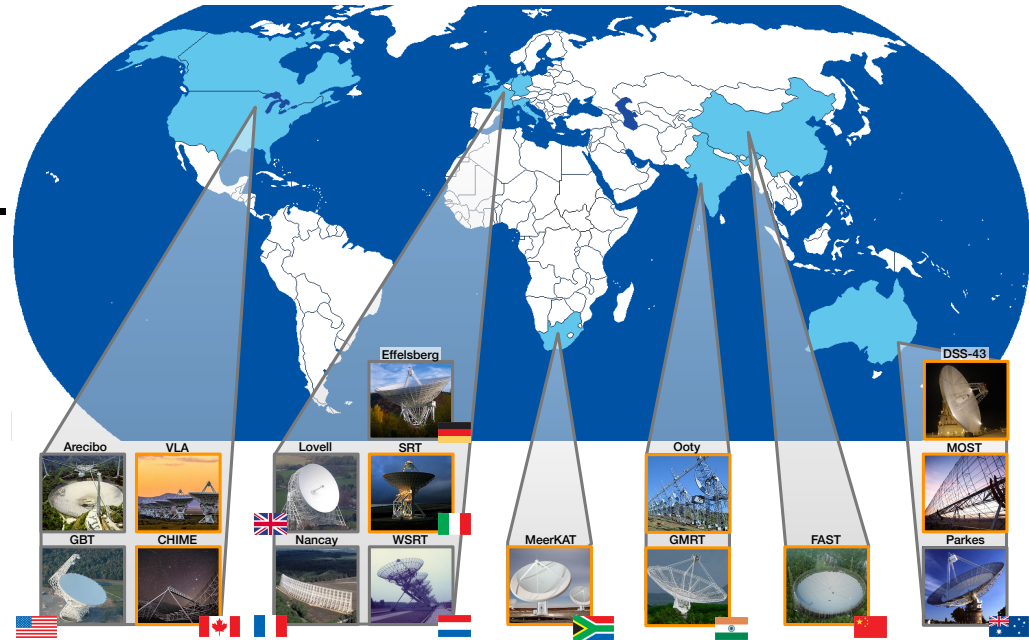 Effelsberg
DSS-43
Arecibo
VLA
Lovell
SRT
Ooty
MOST
GBT
CHIME
Nancay
WSRT
MeerKAT
GMRT
FAST
Parkes